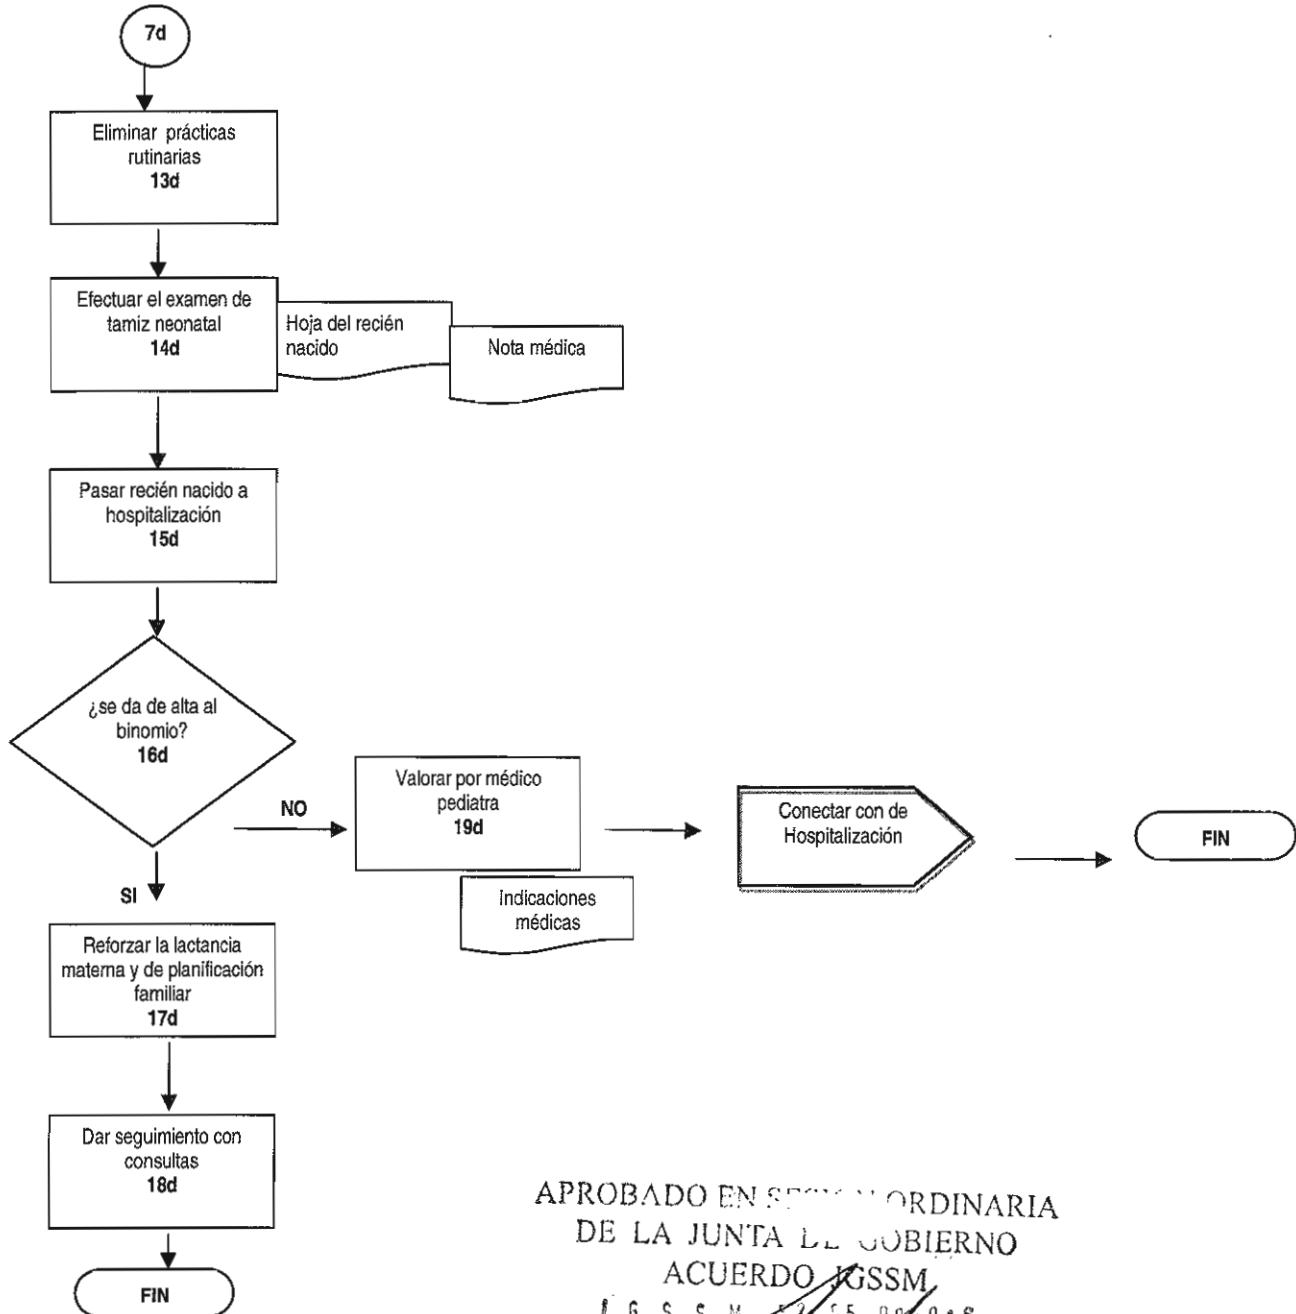 7d
Eliminar prácticas
rutinarias
13d
Efectuar el examen de
tamiz neonatal
14d
Hoja del recién
nacido
Nota médica
Pasar recién nacido a
hospitalización
15d
¿se da de alta al
binomio?
16d
NO
Valorar por médico
pediatra
19d
Indicaciones
médicas
Conectar con de
Hospitalización
FIN
SI
Reforzar la lactancia
materna y de planificación
familiar
17d
Dar seguimiento con
consultas
18d
FIN
APROBADO EN ORDINARIA
DE LA JUNTA DE GOBIERNO
ACUERDO JGSSM